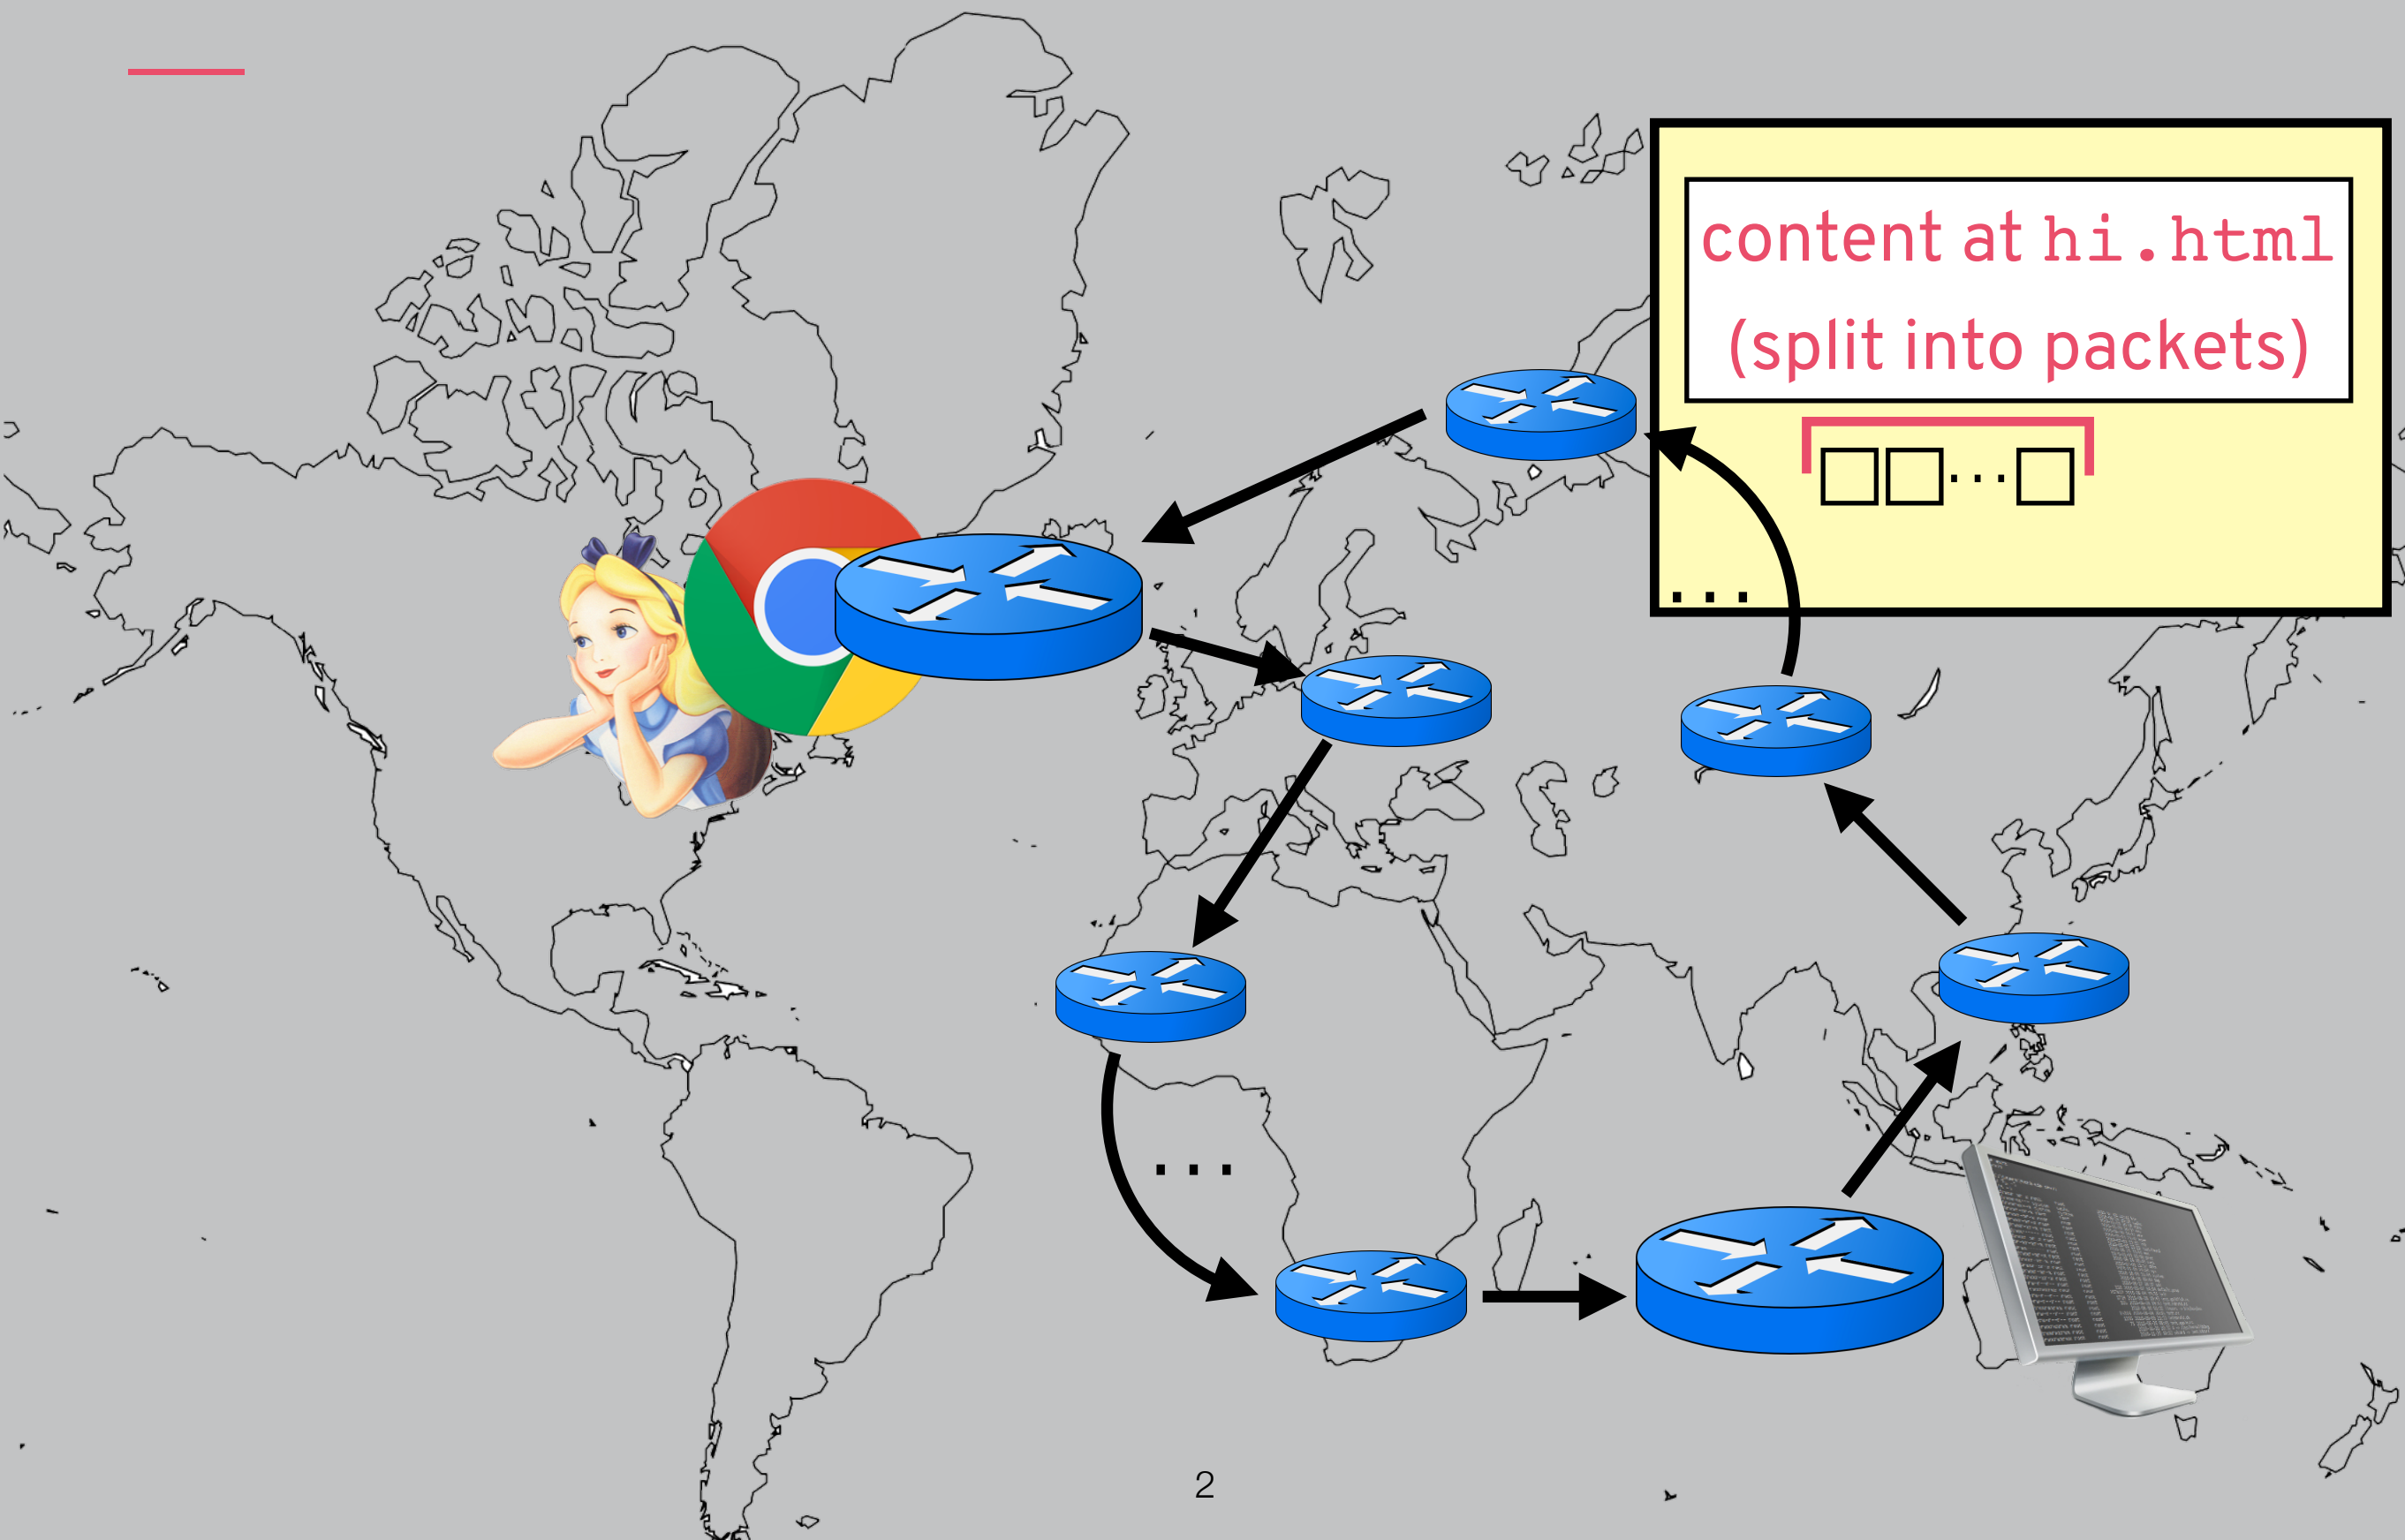 content at hi.html
(split into packets)
...
...
...
2